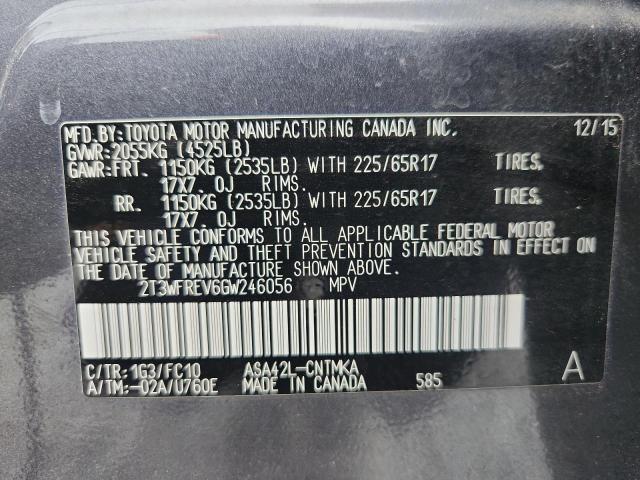 MFD.BY:TOYOTA MOTOR MANUFACTURING CANADA INC. 12/15
GVWR:2055KG (4525LB)
GAWR:FRT. 1150KG (2535LB) WITH 225/65R17 TIRES.
17X7.0J RIMS.
RR. 1150KG (2535LB) WITH 225/65R17 TIRES.
17X7.0J RIMS.
THIS VEHICLE CONFORMS TO ALL APPLICABLE FEDERAL MOTOR
VEHICLE SAFETY AND THEFT PREVENTION STANDARDS IN EFFECT ON
THE DATE OF MANUFACTURE SHOWN ABOVE.
2T3WFREV6GW246056 MPV
C/TR:1G3/FC10 ASA42L-CNTMKA A
A/TM:-02A/U760E MADE IN CANADA 585